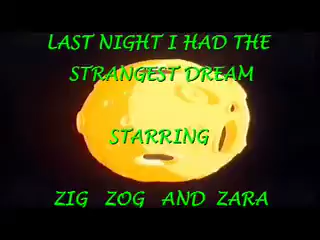 LAST NIGHT I HAD THE
STRANGEST DREAM
STARRING
ZIG ZOG AND ZARA